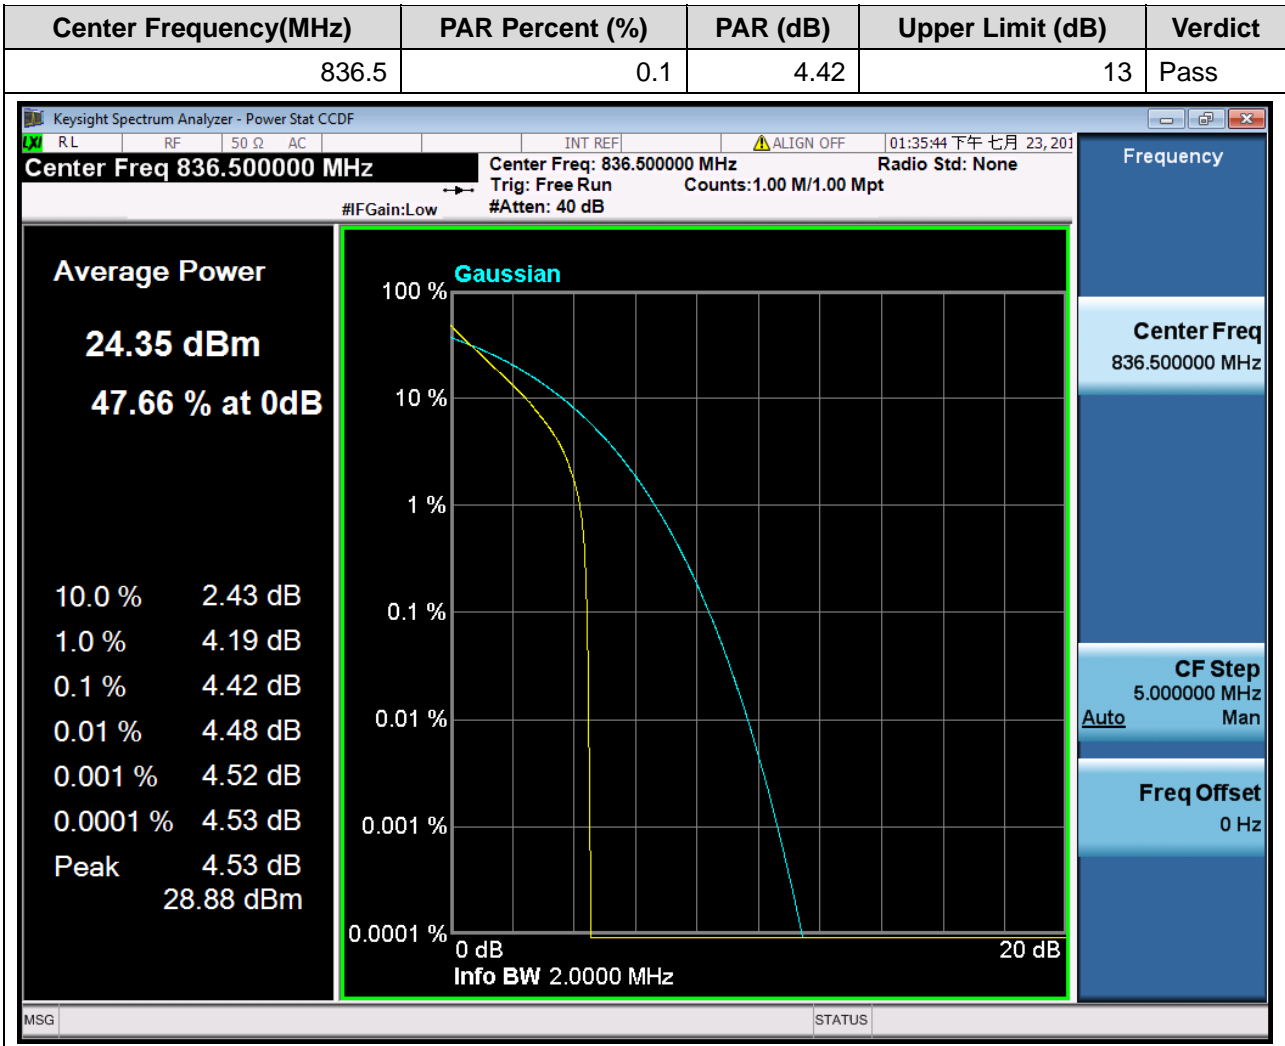 Center Frequency(MHz) PAR Percent (%) PAR (dB) Upper Limit (dB) Verdict
836.5 0.1 4.42 13 Pass
Keysight Spectrum Analyzer - Power Stat CCDF
LXI RL RF 50 Ω AC INT REF ALIGN OFF 01:35:44 下午 七月 23, 201
Center Freq 836.500000 MHz
Center Freq: 836.500000 MHz Radio Std: None
Trig: Free Run Counts:1.00 M/1.00 Mpt
#IFGain:Low #Atten: 40 dB
Average Power
24.35 dBm
47.66 % at 0dB
10.0 % 2.43 dB
1.0 % 4.19 dB
0.1 % 4.42 dB
0.01 % 4.48 dB
0.001 % 4.52 dB
0.0001 % 4.53 dB
Peak 4.53 dB
28.88 dBm
Gaussian
100 %
10 %
1 %
0.1 %
0.01 %
0.001 %
0.0001 %
0 dB 20 dB
Info BW 2.0000 MHz
Frequency
Center Freq
836.500000 MHz
CF Step
5.000000 MHz
Auto Man
Freq Offset
0 Hz
MSG STATUS